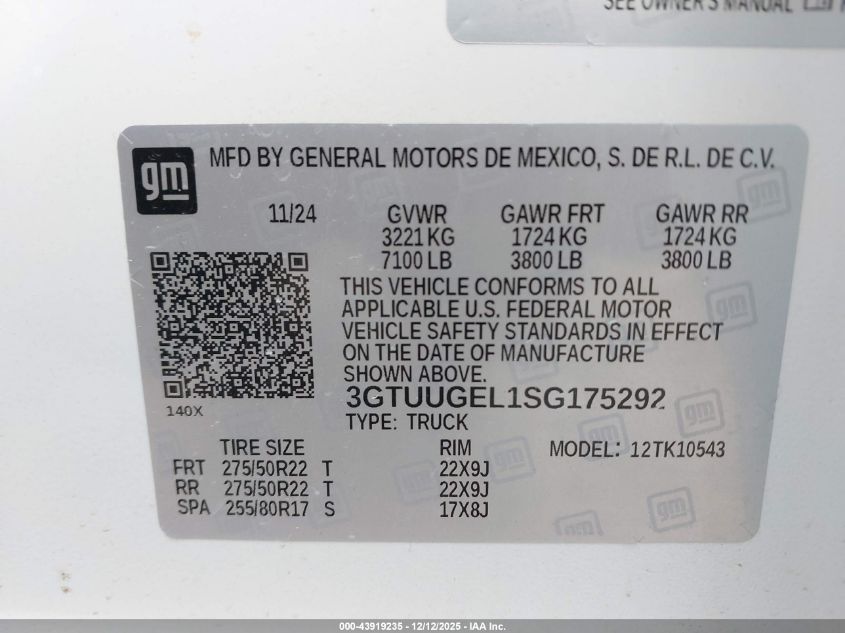 SEE OWNER'S MANUAL
gm MFD BY GENERAL MOTORS DE MEXICO, S. DE R.L. DE C.V.
11/24 GVWR GAWR FRT GAWR RR
3221 KG 1724 KG 1724 KG
7100 LB 3800 LB 3800 LB
THIS VEHICLE CONFORMS TO ALL
APPLICABLE U.S. FEDERAL MOTOR
VEHICLE SAFETY STANDARDS IN EFFECT
ON THE DATE OF MANUFACTURE
SHOWN ABOVE.
3GTUUGEL1SG175292
140X
TYPE: TRUCK
TIRE SIZE RIM MODEL: 12TK10543
FRT 275/50R22 T 22X9J
RR 275/50R22 T 22X9J
SPA 255/80R17 S 17X8J
000-43919235 - 12/12/2025 - IAA Inc.